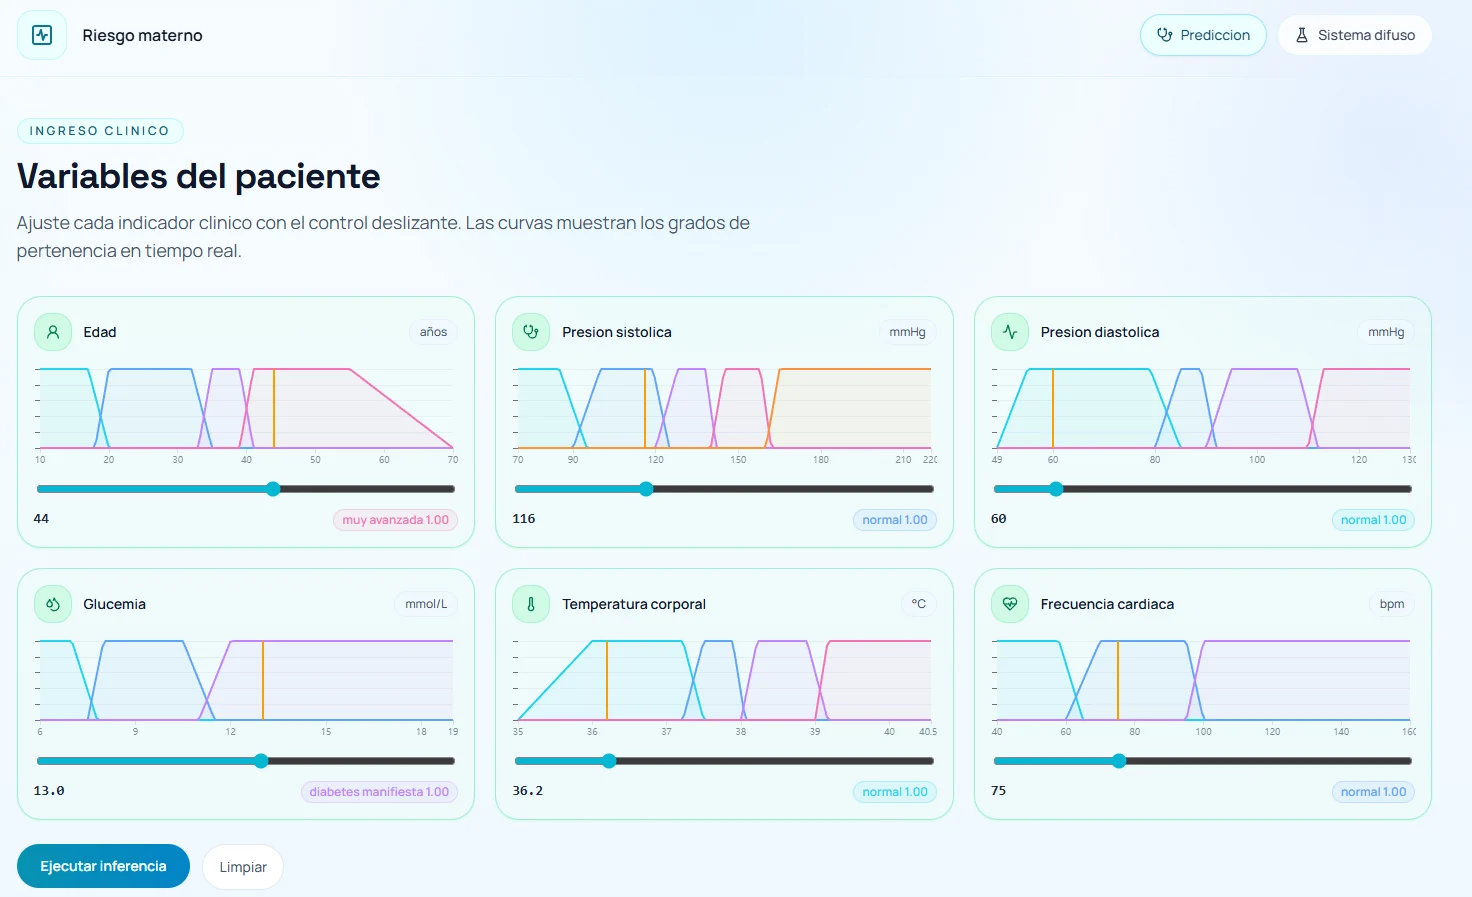 Riesgo materno
Prediccion
Sistema difuso
INGRESO CLINICO
Variables del paciente
Ajuste cada indicador clinico con el control deslizante. Las curvas muestran los grados de
pertenencia en tiempo real.
Edad
años
10 20 30 40 50 60 70
44
muy avanzada 1.00
Presion sistolica
mmHg
70 90 120 150 180 210 220
116
normal 1.00
Presion diastolica
mmHg
49 60 80 100 120 130
60
normal 1.00
Glucemia
mmol/L
6 9 12 15 18 19
13.0
diabetes manifiesta 1.00
Temperatura corporal
°C
35 36 37 38 39 40 40.5
36.2
normal 1.00
Frecuencia cardiaca
bpm
40 60 80 100 120 140 160
75
normal 1.00
Ejecutar inferencia
Limpiar